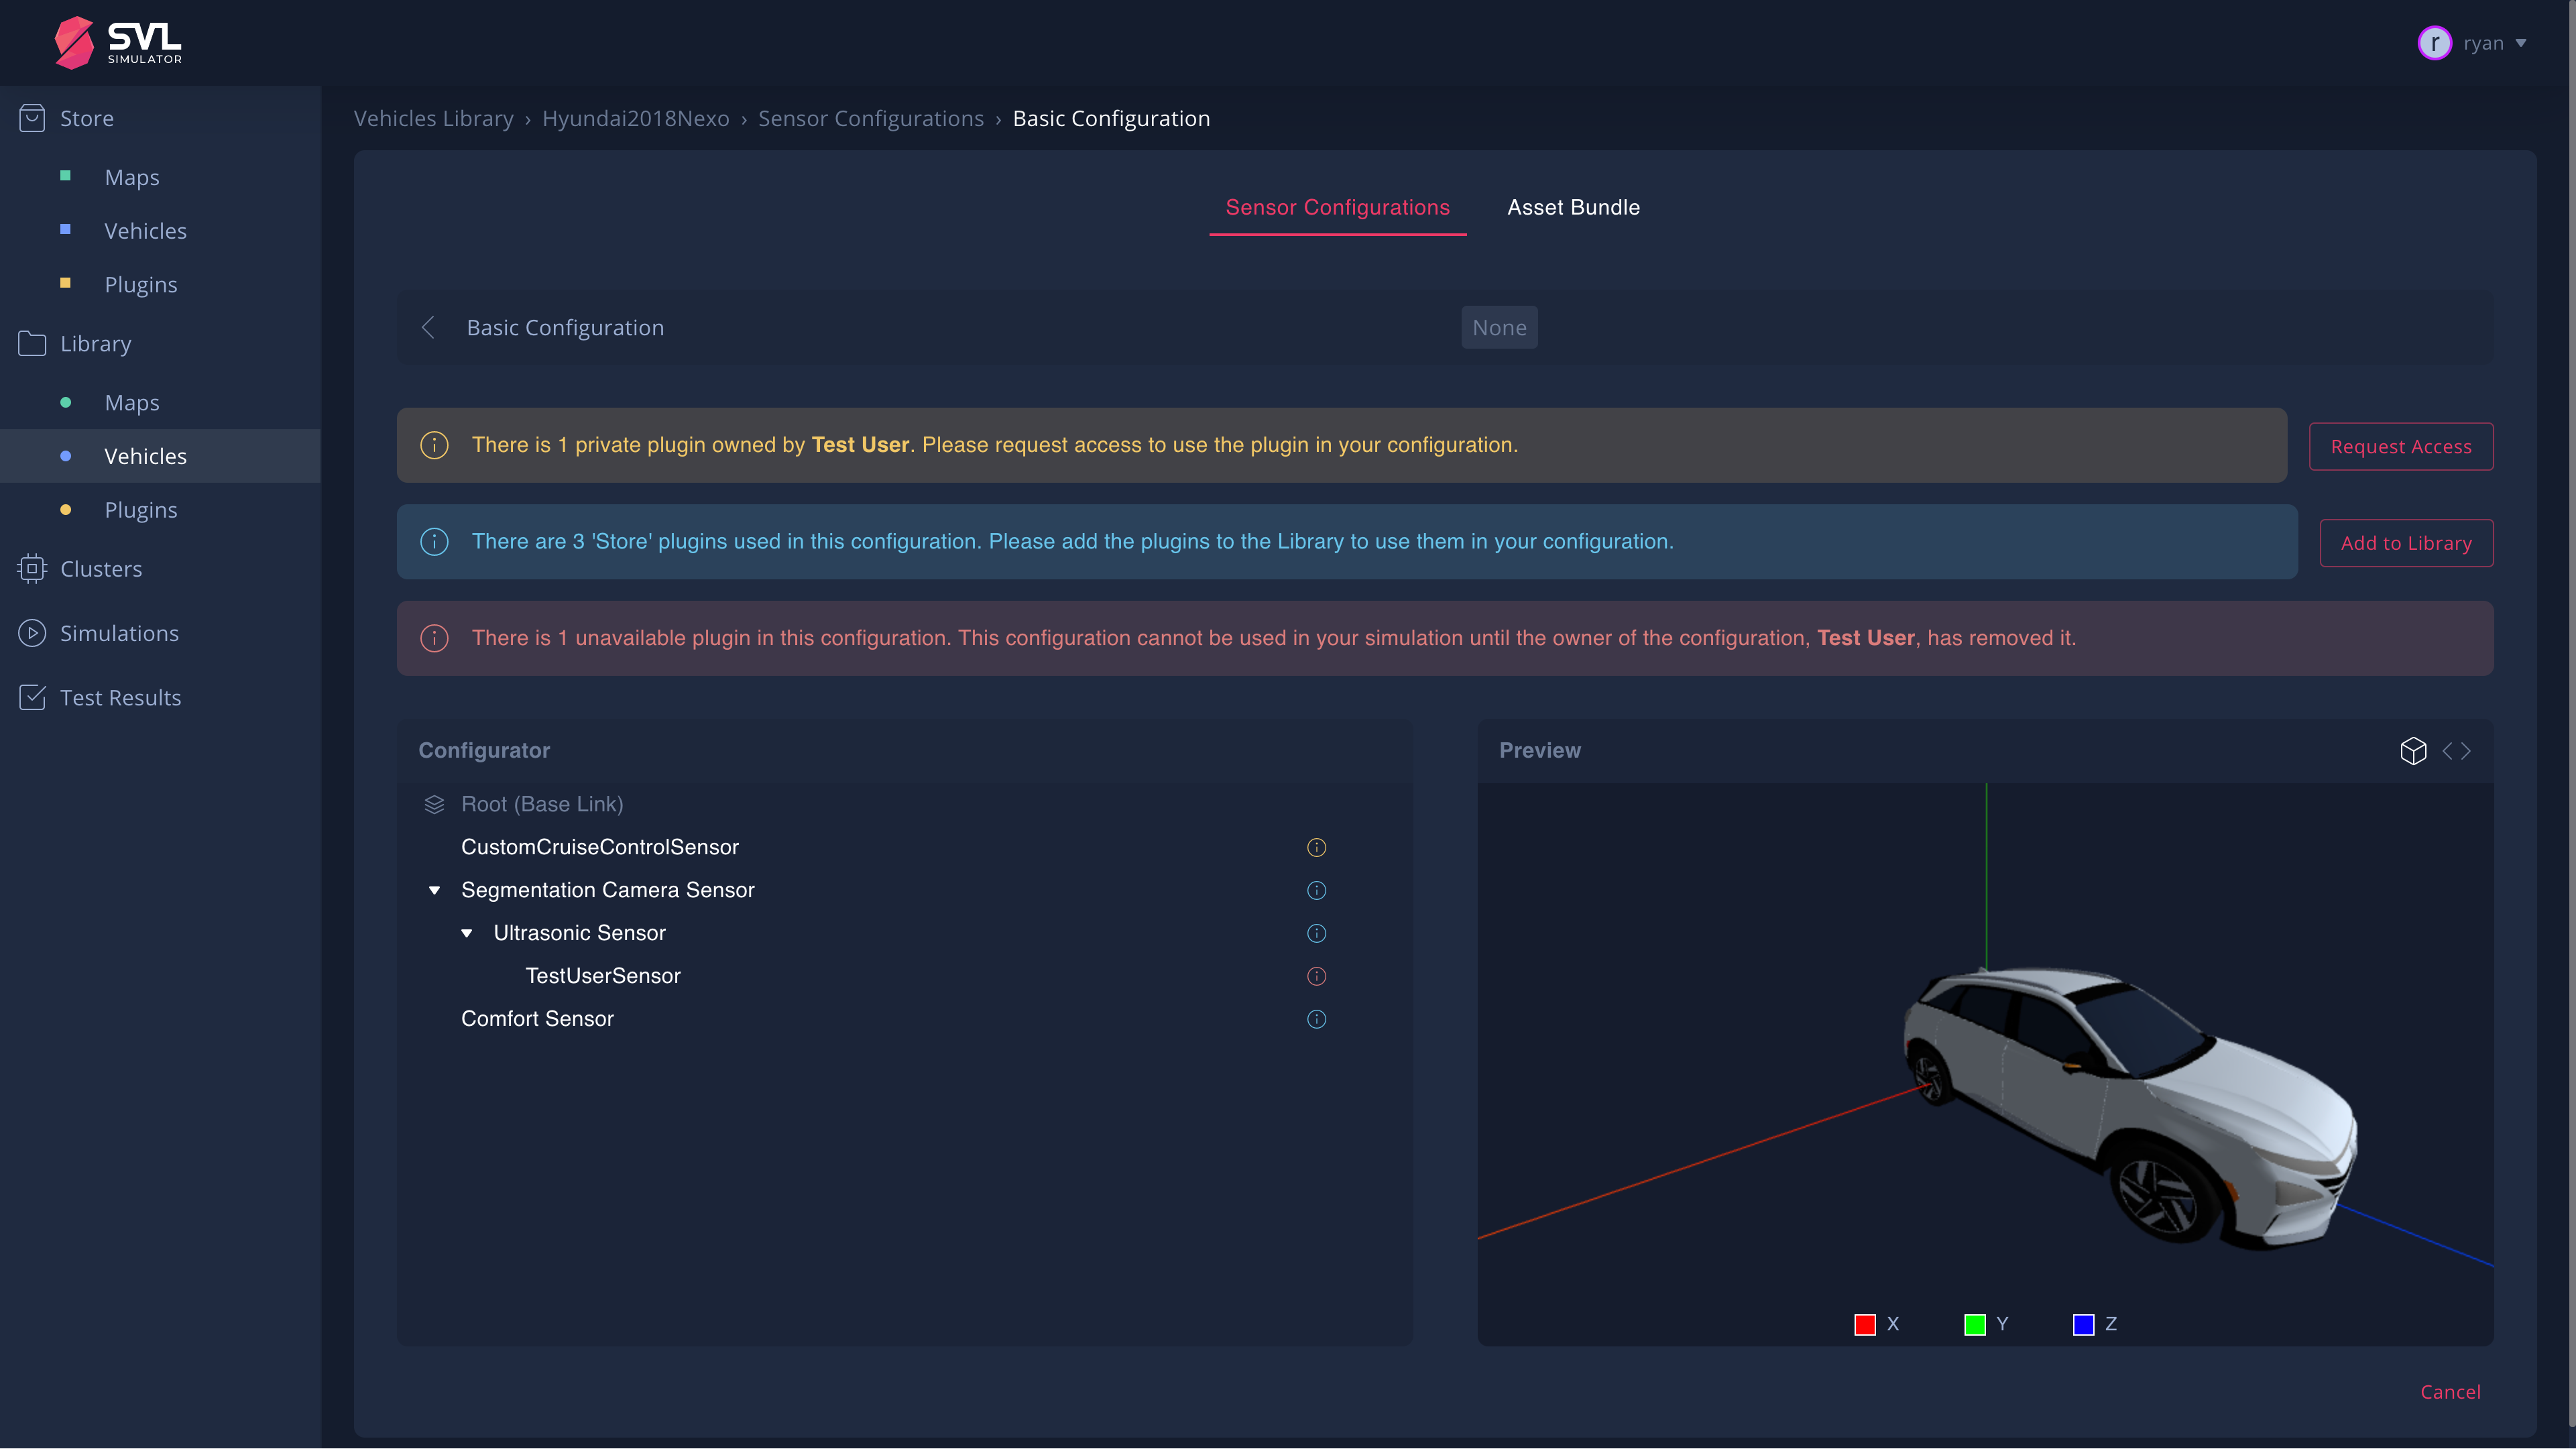 SVL
SIMULATOR
r
ryan
Store
Maps
Vehicles
Plugins
Library
Maps
Vehicles
Plugins
Clusters
Simulations
Test Results
Vehicles Library › Hyundai2018Nexo › Sensor Configurations › Basic Configuration
Sensor Configurations
Asset Bundle
Basic Configuration
None
There is 1 private plugin owned by Test User. Please request access to use the plugin in your configuration.
Request Access
There are 3 'Store' plugins used in this configuration. Please add the plugins to the Library to use them in your configuration.
Add to Library
There is 1 unavailable plugin in this configuration. This configuration cannot be used in your simulation until the owner of the configuration, Test User, has removed it.
Configurator
Root (Base Link)
CustomCruiseControlSensor
Segmentation Camera Sensor
Ultrasonic Sensor
TestUserSensor
Comfort Sensor
Preview
X
Y
Z
Cancel